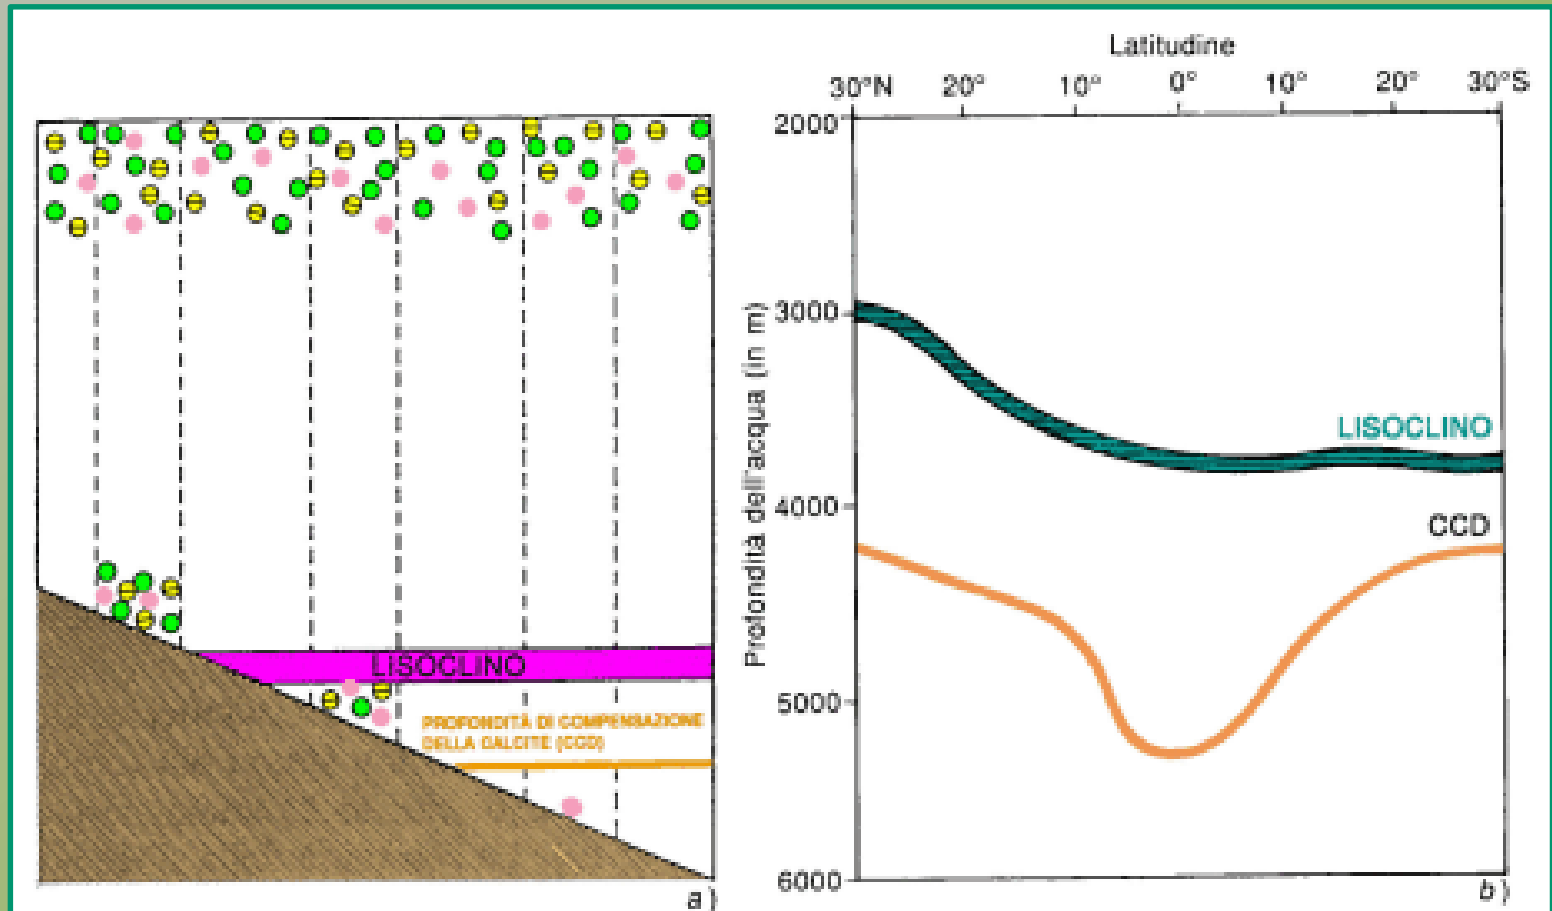 LISOCLINO
PROFONDITÀ DI COMPENSAZIONE
DELLA CALCITE (CCD)
a)
Latitudine
30°N 20° 10° 0° 10° 20° 30°S
Profondità dell'acqua (in m)
2000
3000
4000
5000
6000
LISOCLINO
CCD
b)